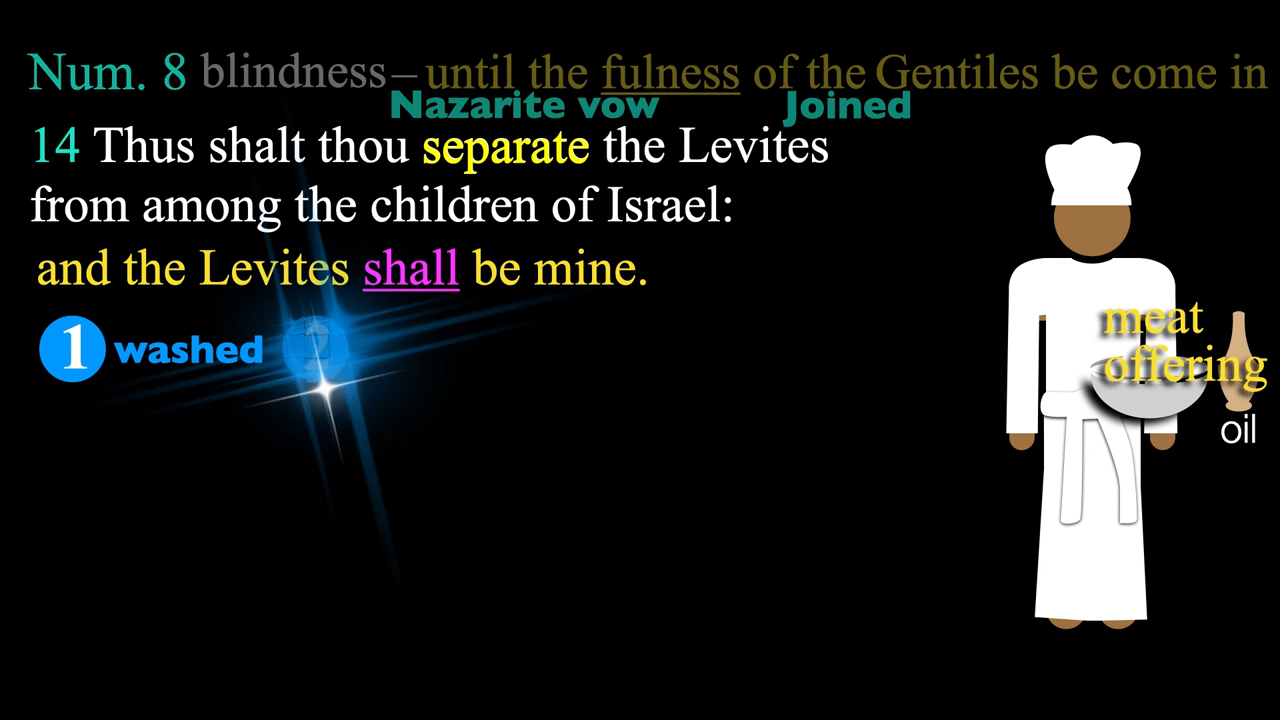 Num. 8 blindness – until the fulness of the Gentiles be come in
Nazarite vow Joined
14 Thus shalt thou separate the Levites
from among the children of Israel:
and the Levites shall be mine.
1 washed 2
meat
offering
oil